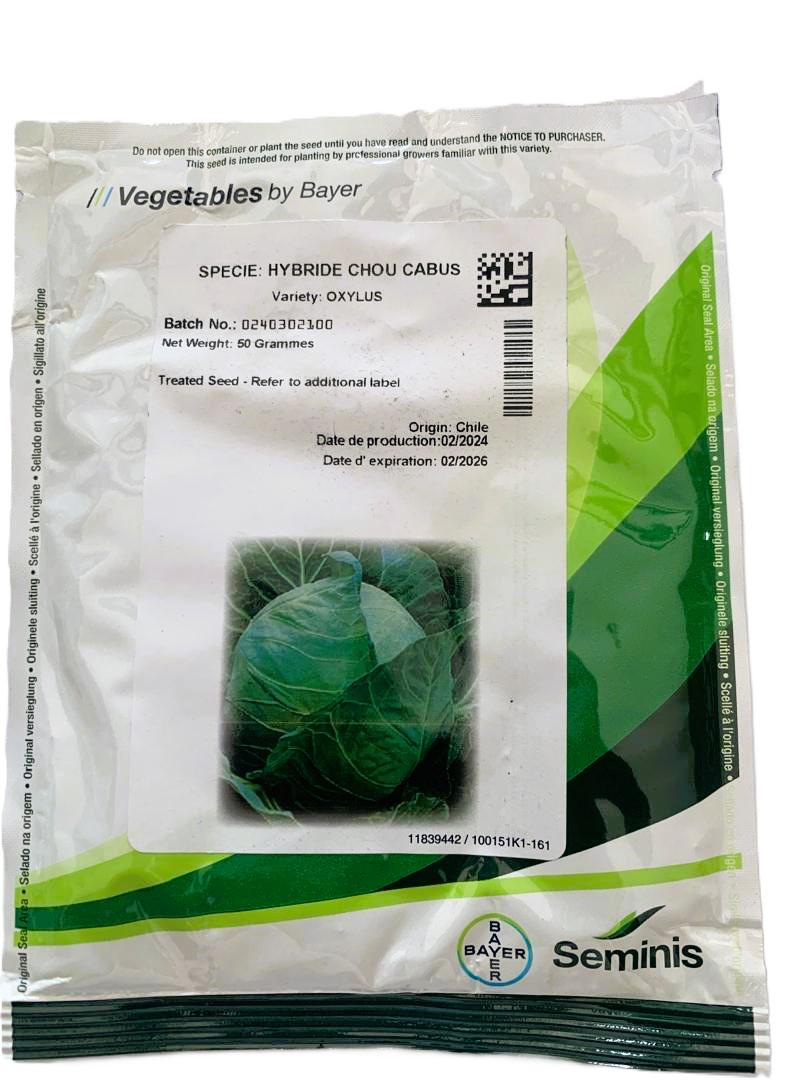 Do not open this container or plant the seed until you have read and understand the NOTICE TO PURCHASER.
This seed is intended for planting by professional growers familiar with this variety.
/// Vegetables by Bayer
SPECIE: HYBRIDE CHOU CABUS
Variety: OXYLUS
Batch No.: 0240302100
Net Weight: 50 Grammes
Treated Seed - Refer to additional label
Origin: Chile
Date de production:02/2024
Date d' expiration: 02/2026
11839442 / 100151K1-161
BAYER
BAYER
Seminis
Original Seal Area • Selado na origem • Original versieglung • Originele sluiting • Scellé à l'origine • Sellado en origen • Sigillato all'origine
Original Seal Area • Selado na origem • Original versieglung • Originele sluiting • Scellé à l'origine •